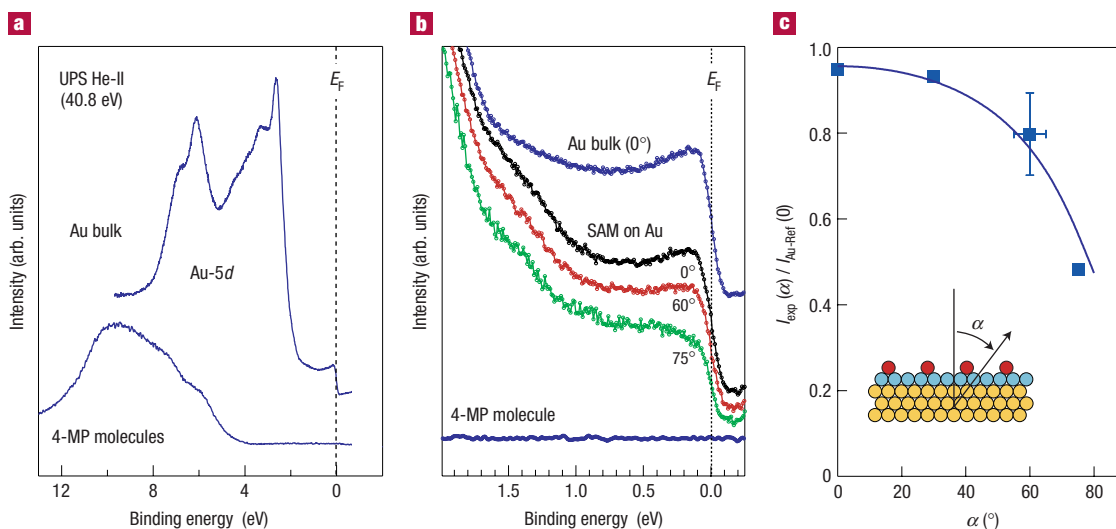 a
UPS He-II
(40.8 eV)
E_F
Au bulk
Au-5d
4-MP molecules
Intensity (arb. units)
12 8 4 0
Binding energy (eV)
b
E_F
Au bulk (0°)
SAM on Au
0°
60°
75°
4-MP molecule
Intensity (arb. units)
1.5 1.0 0.5 0.0
Binding energy (eV)
c
1.0
0.8
0.6
0.4
0.2
0
I_exp (α) / I_Au-Ref (0)
α
0 20 40 60 80
α (°)